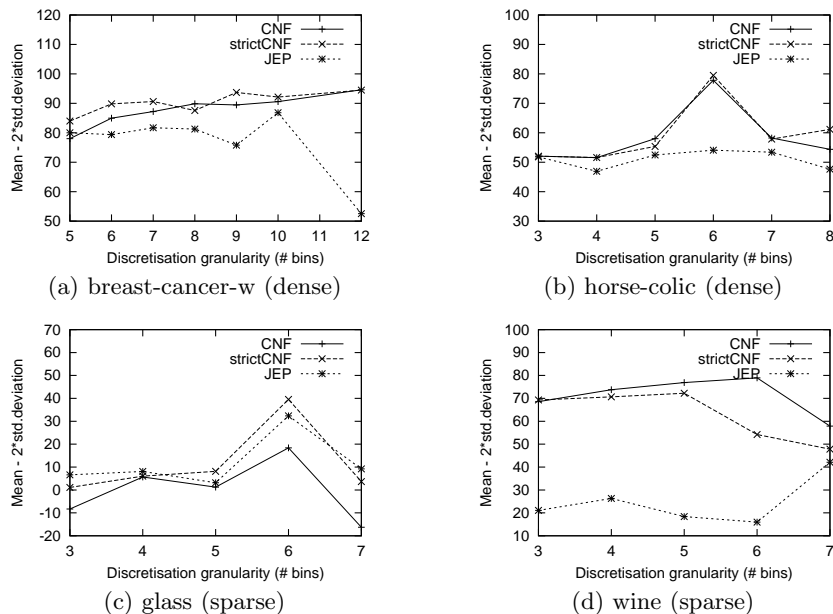 120
110
100
90
80
70
60
50
Mean - 2*std.deviation
CNF
strictCNF
JEP
5 6 7 8 9 10 11 12
Discretisation granularity (# bins)
(a) breast-cancer-w (dense)
100
90
80
70
60
50
40
30
Mean - 2*std.deviation
CNF
strictCNF
JEP
3 4 5 6 7 8
Discretisation granularity (# bins)
(b) horse-colic (dense)
70
60
50
40
30
20
10
0
-10
-20
Mean - 2*std.deviation
CNF
strictCNF
JEP
3 4 5 6 7
Discretisation granularity (# bins)
(c) glass (sparse)
100
90
80
70
60
50
40
30
20
10
Mean - 2*std.deviation
CNF
strictCNF
JEP
3 4 5 6 7
Discretisation granularity (# bins)
(d) wine (sparse)